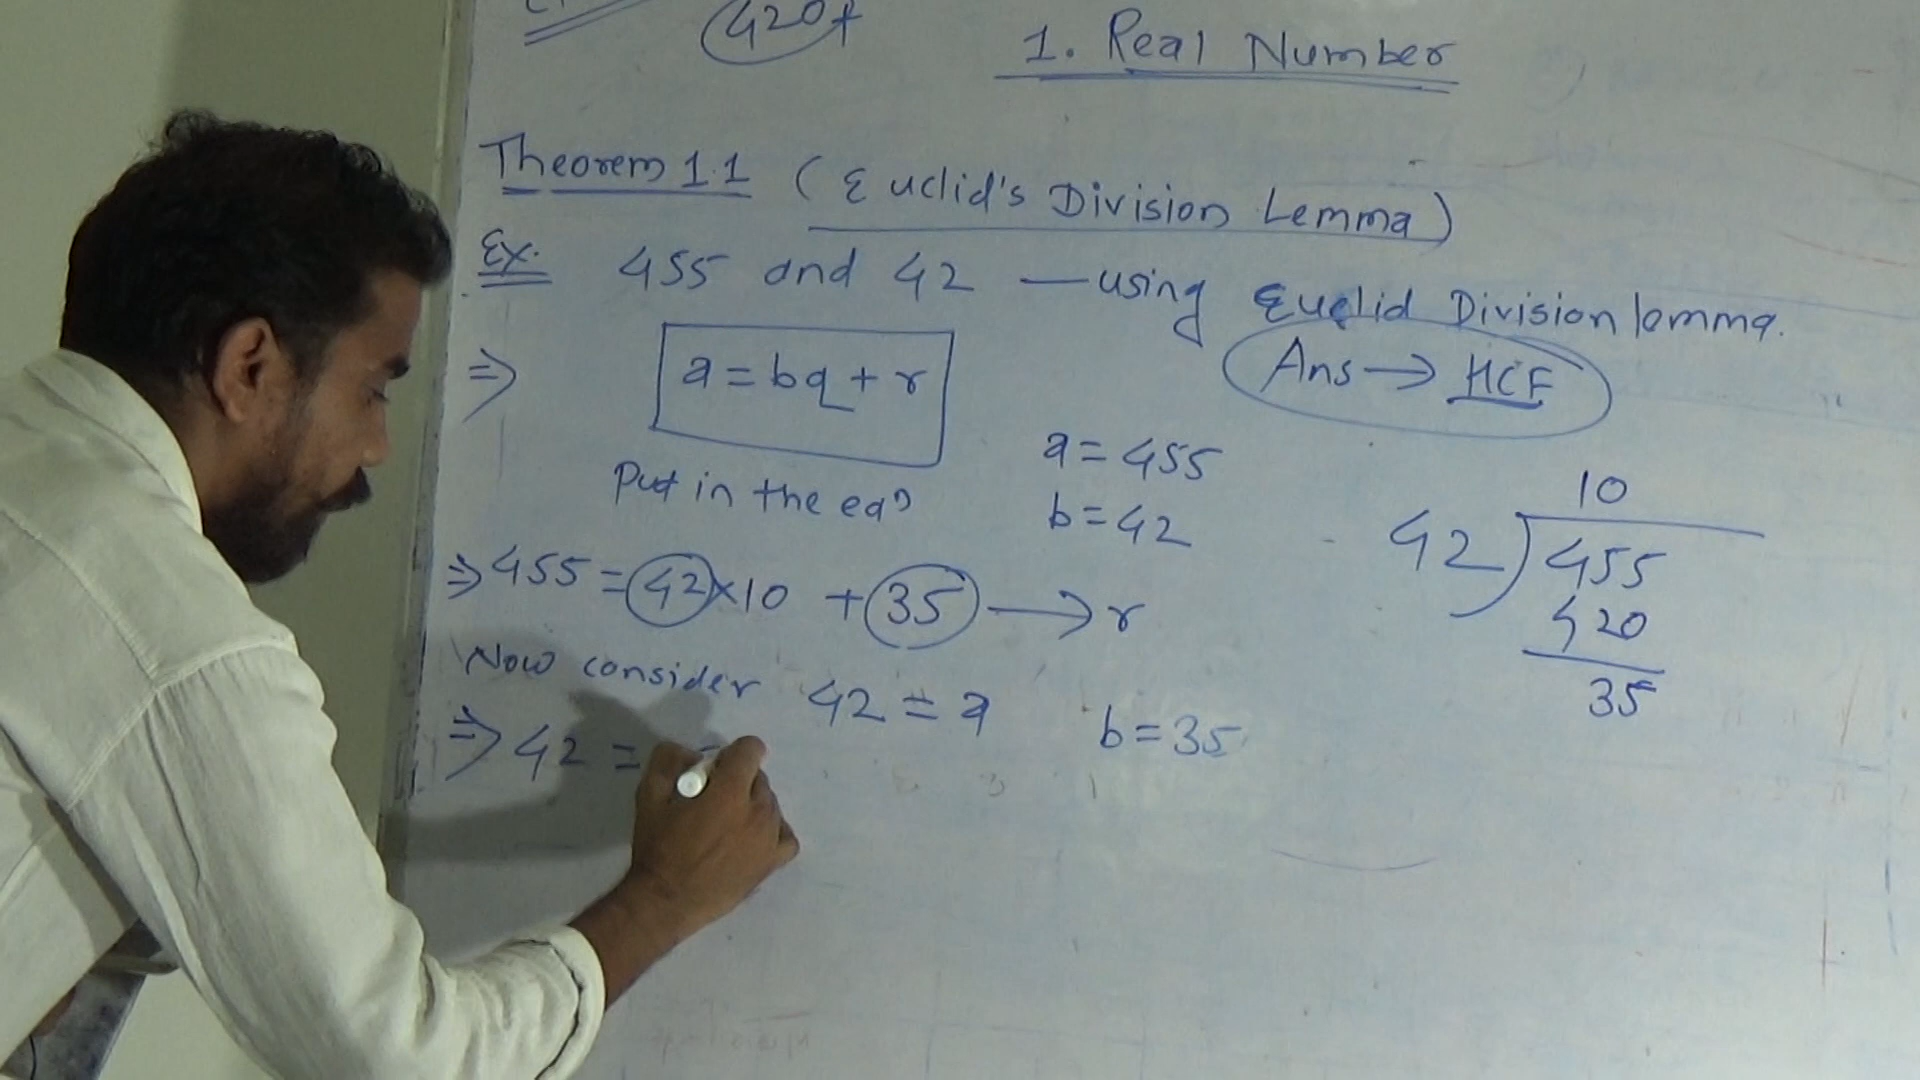 420+
1. Real Number
Theorem 1.1 (Euclid's Division Lemma)
Ex. 455 and 42 — using Euclid Division lemma.
⇒ a = bq + r
Ans → HCF
Put in the eqn
a = 455
b = 42
⇒ 455 = 42 × 10 + 35 → r
10
42 ) 455
420
35
Now consider 42 = a b = 35
⇒ 42 =